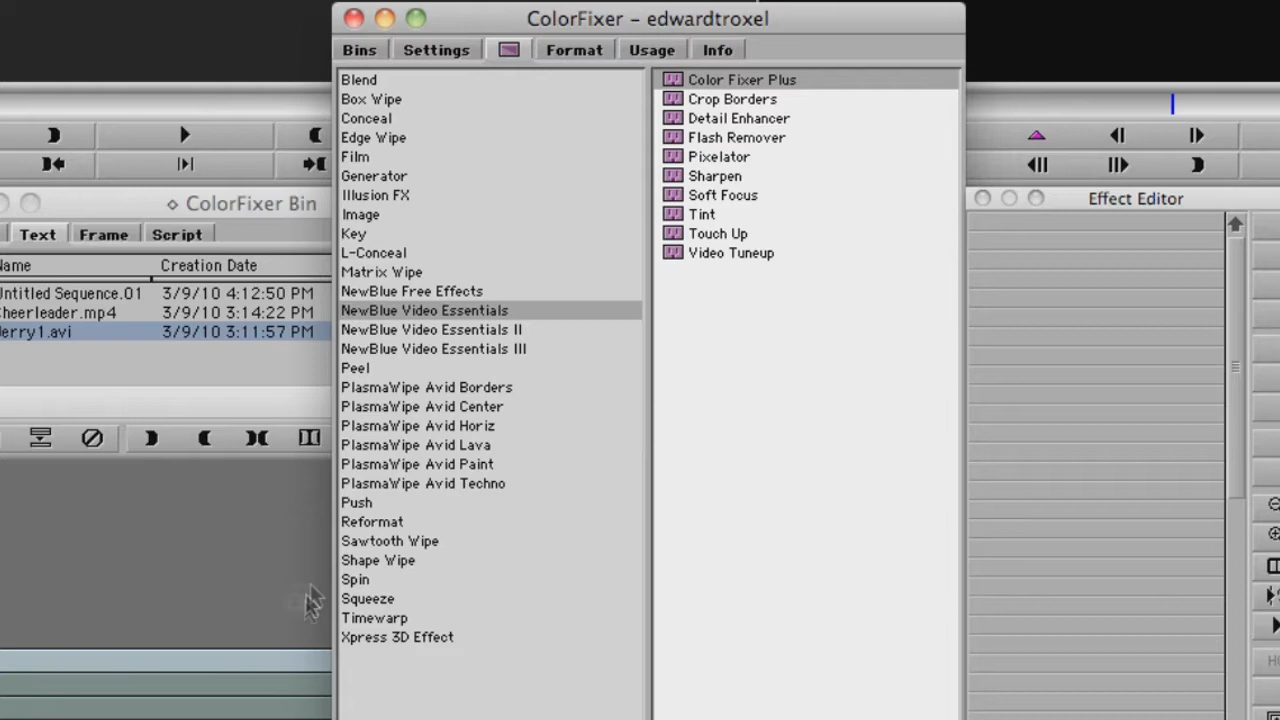 ColorFixer – edwardtroxel
Bins
Settings
Format
Usage
Info
Blend
Box Wipe
Conceal
Edge Wipe
Film
Generator
Illusion FX
Image
Key
L-Conceal
Matrix Wipe
NewBlue Free Effects
NewBlue Video Essentials
NewBlue Video Essentials II
NewBlue Video Essentials III
Peel
PlasmaWipe Avid Borders
PlasmaWipe Avid Center
PlasmaWipe Avid Horiz
PlasmaWipe Avid Lava
PlasmaWipe Avid Paint
PlasmaWipe Avid Techno
Push
Reformat
Sawtooth Wipe
Shape Wipe
Spin
Squeeze
Timewarp
Xpress 3D Effect
Color Fixer Plus
Crop Borders
Detail Enhancer
Flash Remover
Pixelator
Sharpen
Soft Focus
Tint
Touch Up
Video Tuneup
ColorFixer Bin
Text
Frame
Script
Name
Creation Date
Untitled Sequence.01 3/9/10 4:12:50 PM
Cheerleader.mp4 3/9/10 3:14:22 PM
Jerry1.avi 3/9/10 3:11:57 PM
Effect Editor